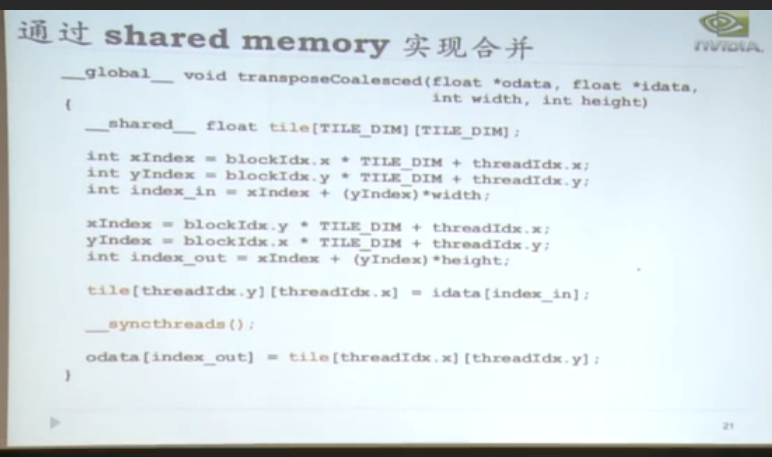 通过 shared memory 实现合并
nVIDIA.
__global__ void transposeCoalesced(float *odata, float *idata,
int width, int height)
{
__shared__ float tile[TILE_DIM][TILE_DIM];
int xIndex = blockIdx.x * TILE_DIM + threadIdx.x;
int yIndex = blockIdx.y * TILE_DIM + threadIdx.y;
int index_in = xIndex + (yIndex)*width;
xIndex = blockIdx.y * TILE_DIM + threadIdx.x;
yIndex = blockIdx.x * TILE_DIM + threadIdx.y;
int index_out = xIndex + (yIndex)*height;
tile[threadIdx.y][threadIdx.x] = idata[index_in];
__syncthreads();
odata[index_out] = tile[threadIdx.x][threadIdx.y];
}
21